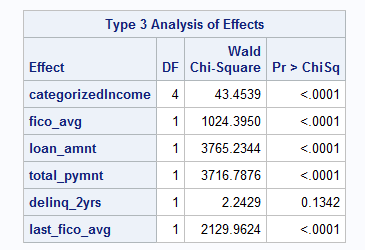 Type 3 Analysis of Effects
Wald
Effect DF Chi-Square Pr > ChiSq
categorizedIncome 4 43.4539 <.0001
fico_avg 1 1024.3950 <.0001
loan_amnt 1 3765.2344 <.0001
total_pymnt 1 3716.7876 <.0001
delinq_2yrs 1 2.2429 0.1342
last_fico_avg 1 2129.9624 <.0001